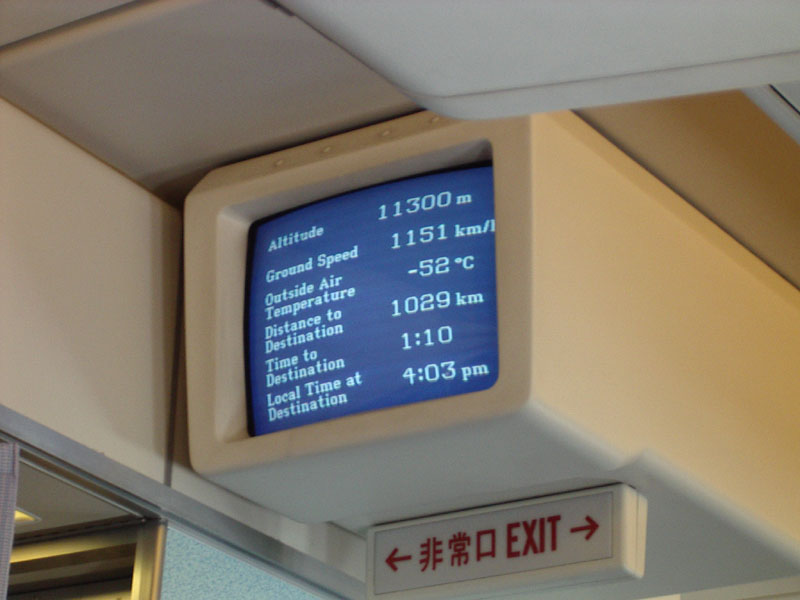 Altitude 11300 m
Ground Speed 1151 km/h
Outside Air
Temperature -52 °C
Distance to
Destination 1029 km
Time to
Destination 1:10
Local Time at
Destination 4:03 pm
← 非常口 EXIT →